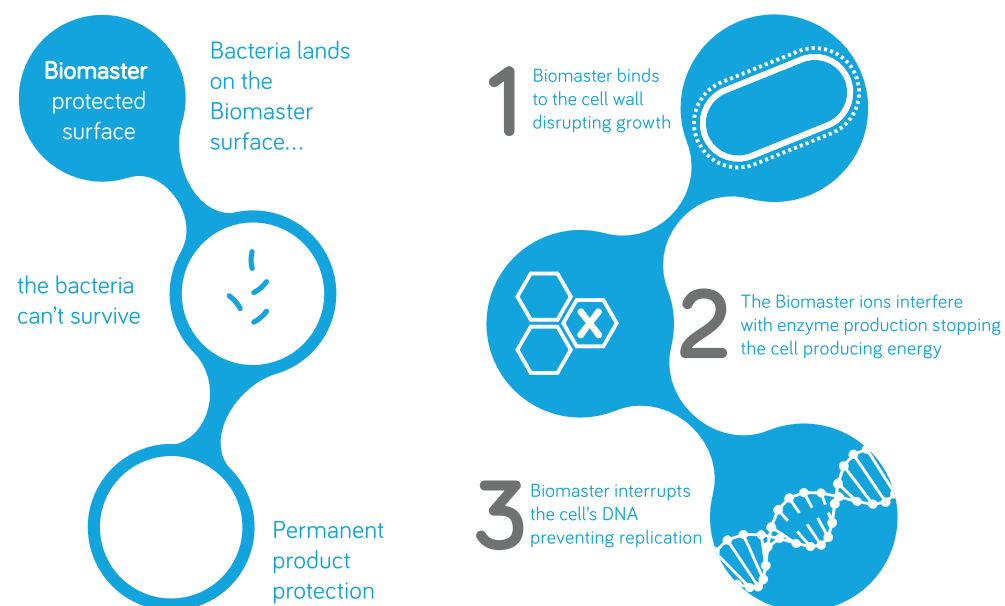 Biomaster
protected
surface
Bacteria lands
on the
Biomaster
surface...
the bacteria
can't survive
Permanent
product
protection
1
Biomaster binds
to the cell wall
disrupting growth
X
2
The Biomaster ions interfere
with enzyme production stopping
the cell producing energy
3
Biomaster interrupts
the cell's DNA
preventing replication